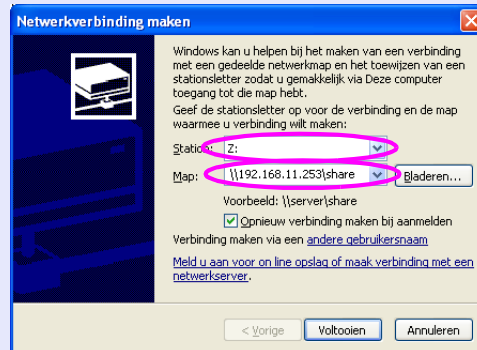 Netwerkverbinding maken
Windows kan u helpen bij het maken van een verbinding
met een gedeelde netwerkmap en het toewijzen van een
stationsletter zodat u gemakkelijk via Deze computer
toegang tot die map hebt.
Geef de stationsletter op voor de verbinding en de map
waarmee u verbinding wilt maken:
Station: Z:
Map: \\192.168.11.253\share Bladeren...
Voorbeeld: \\server\share
Opnieuw verbinding maken bij aanmelden
Verbinding maken via een andere gebruikersnaam
Meld u aan voor on line opslag of maak verbinding met een
netwerkserver.
< Vorige Voltooien Annuleren